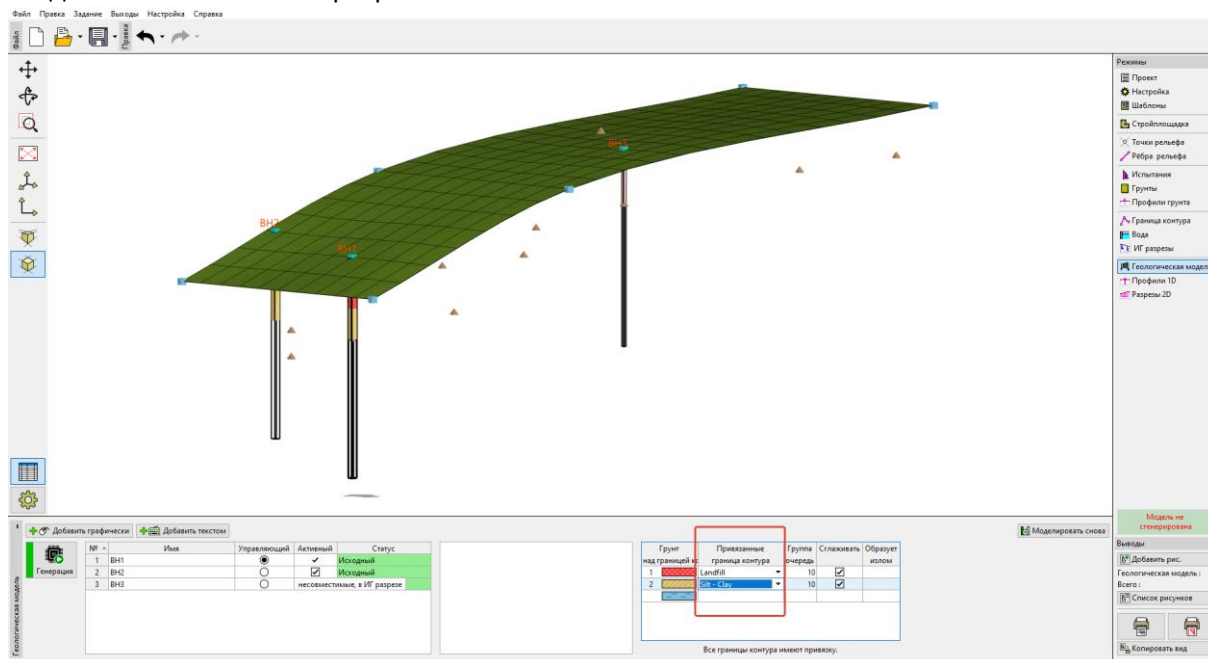 Файл Правка Задание Выходы Настройка Справка
Файл
Правка
BH3
BH2
BH1
Режимы
Проект
Настройка
Шаблоны
Стройплощадка
Точки рельефа
Рёбра рельефа
Испытания
Грунты
Профили грунта
Граница контура
Вода
ИГ разрезы
Геологическая модел
Профили 1D
Разрезы 2D
Модель не
сгенерирована
Выводы
Добавить рис.
Геологическая модель :
Всего :
Список рисунков
Копировать вид
Геологическая модель
Добавить графически Добавить текстом
Моделировать снова
Генерация
№ Имя Управляющий Активный Статус
1 BH1 Исходный
2 BH2 Исходный
3 BH3 несовместимые, в ИГ разрезе
Грунт Привязанные Группа Сглаживать Образует
над границей к граница контура очередь излом
1 Landfill 10
2 Silt - Clay 10
Все границы контура имеют привязку.